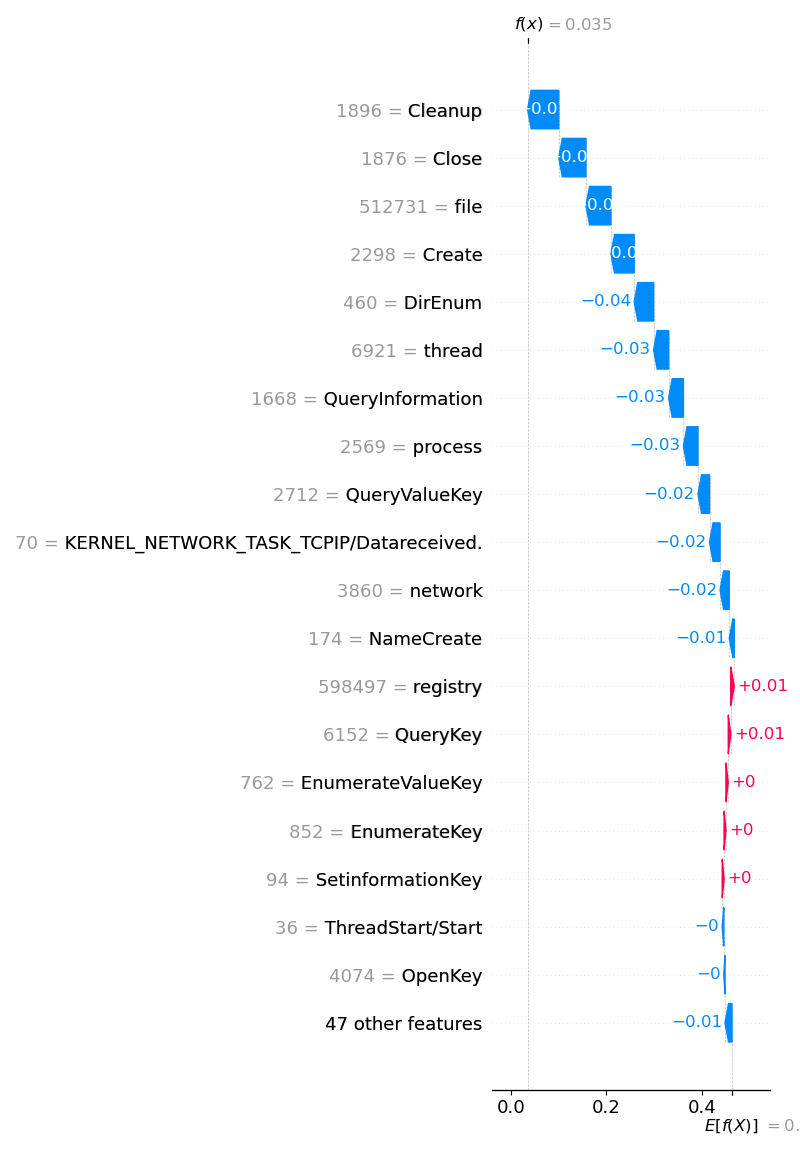 f(x) = 0.035
1896 = Cleanup −0.0
1876 = Close −0.0
512731 = file 0.0
2298 = Create 0.0
460 = DirEnum −0.04
6921 = thread −0.03
1668 = QueryInformation −0.03
2569 = process −0.03
2712 = QueryValueKey −0.02
70 = KERNEL_NETWORK_TASK_TCPIP/Datareceived. −0.02
3860 = network −0.02
174 = NameCreate −0.01
598497 = registry +0.01
6152 = QueryKey +0.01
762 = EnumerateValueKey +0
852 = EnumerateKey +0
94 = SetinformationKey +0
36 = ThreadStart/Start −0
4074 = OpenKey −0
47 other features −0.01
0.0 0.2 0.4
E[f(X)] = 0.